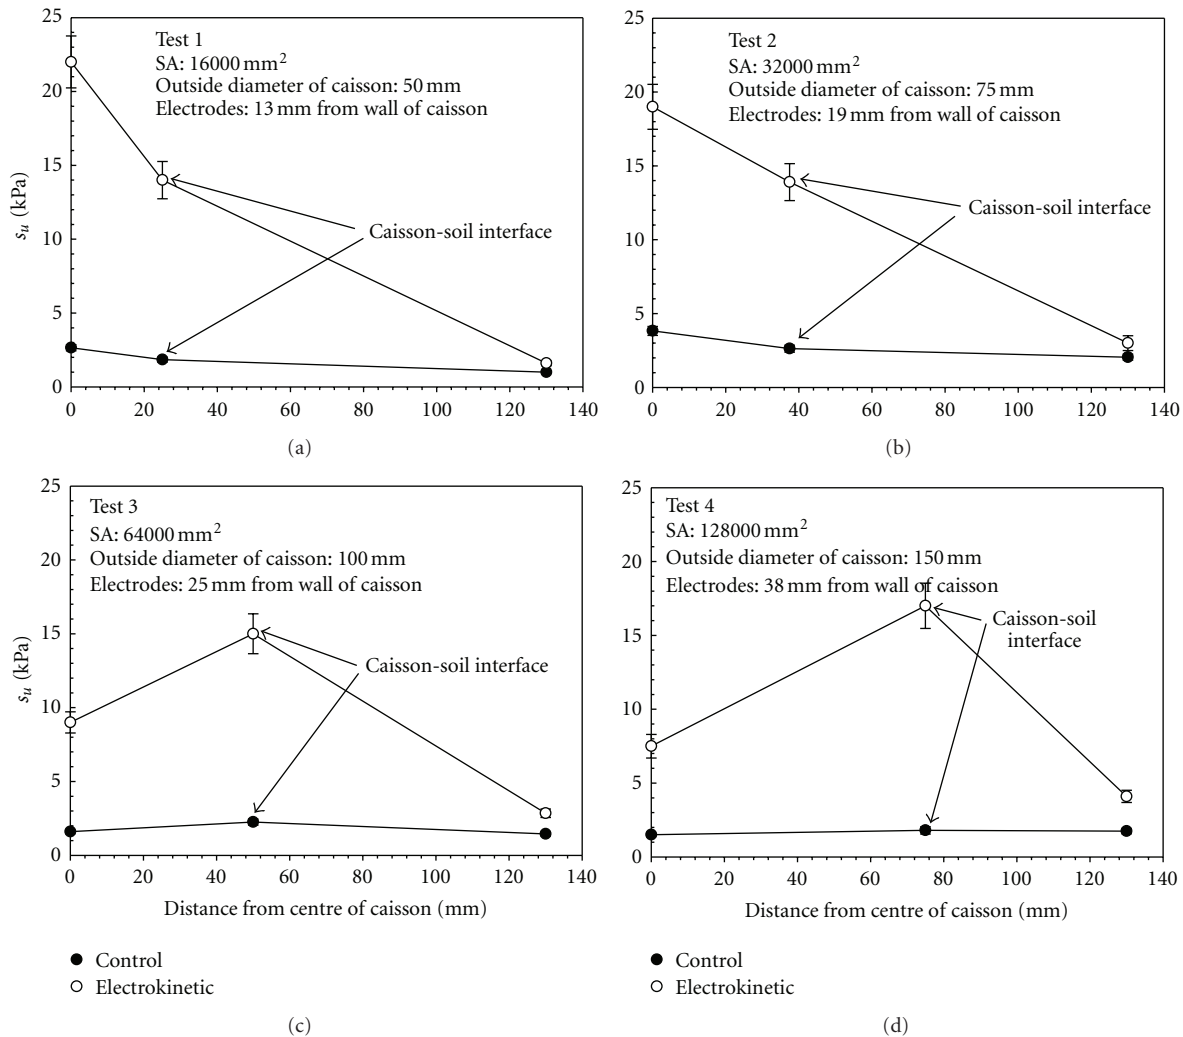 25
20
15
10
5
0
s_u (kPa)
Test 1
SA: 16000 mm²
Outside diameter of caisson: 50 mm
Electrodes: 13 mm from wall of caisson
Caisson-soil interface
0 20 40 60 80 100 120 140
(a)
25
20
15
10
5
0
Test 2
SA: 32000 mm²
Outside diameter of caisson: 75 mm
Electrodes: 19 mm from wall of caisson
Caisson-soil interface
0 20 40 60 80 100 120 140
(b)
25
20
15
10
5
0
s_u (kPa)
Test 3
SA: 64000 mm²
Outside diameter of caisson: 100 mm
Electrodes: 25 mm from wall of caisson
Caisson-soil interface
0 20 40 60 80 100 120 140
Distance from centre of caisson (mm)
Control
Electrokinetic
(c)
25
20
15
10
5
0
Test 4
SA: 128000 mm²
Outside diameter of caisson: 150 mm
Electrodes: 38 mm from wall of caisson
Caisson-soil
interface
0 20 40 60 80 100 120 140
Distance from centre of caisson (mm)
Control
Electrokinetic
(d)